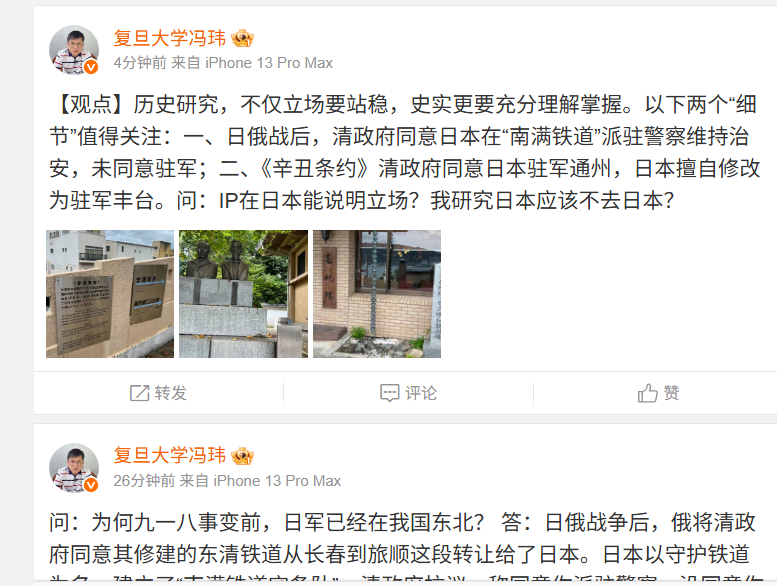 复旦大学冯玮
4分钟前 来自 iPhone 13 Pro Max
【观点】历史研究，不仅立场要站稳，史实更要充分理解掌握。以下两个“细
节”值得关注：一、日俄战后，清政府同意日本在“南满铁道”派驻警察维持治
安，未同意驻军；二、《辛丑条约》清政府同意日本驻军通州，日本擅自修改
为驻军丰台。问：IP在日本能说明立场？我研究日本应该不去日本？
转发
评论
赞
复旦大学冯玮
26分钟前 来自 iPhone 13 Pro Max
问：为何九一八事变前，日军已经在我国东北？ 答：日俄战争后，俄将清政
府同意其修建的东清铁道从长春到旅顺这段转让给了日本。日本以守护铁道